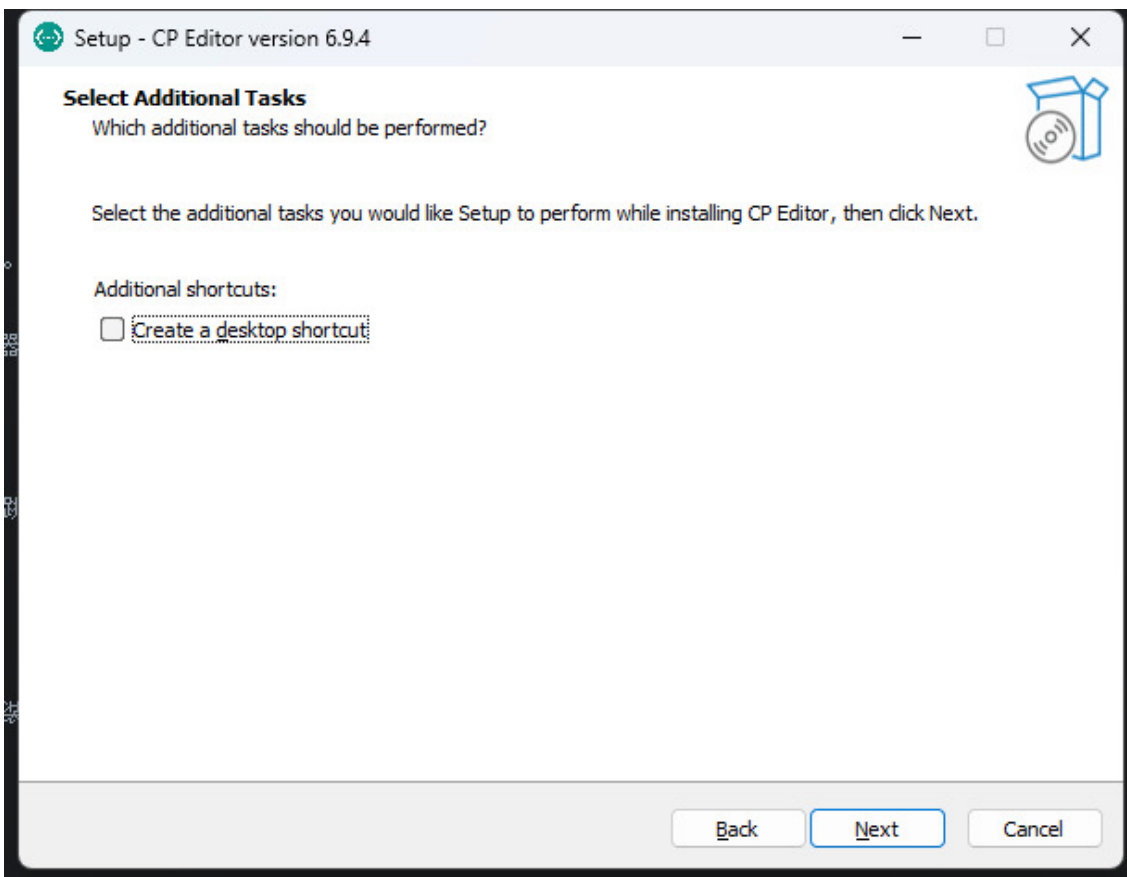 Setup - CP Editor version 6.9.4
Select Additional Tasks
Which additional tasks should be performed?
Select the additional tasks you would like Setup to perform while installing CP Editor, then click Next.
Additional shortcuts:
Create a desktop shortcut
Back Next Cancel